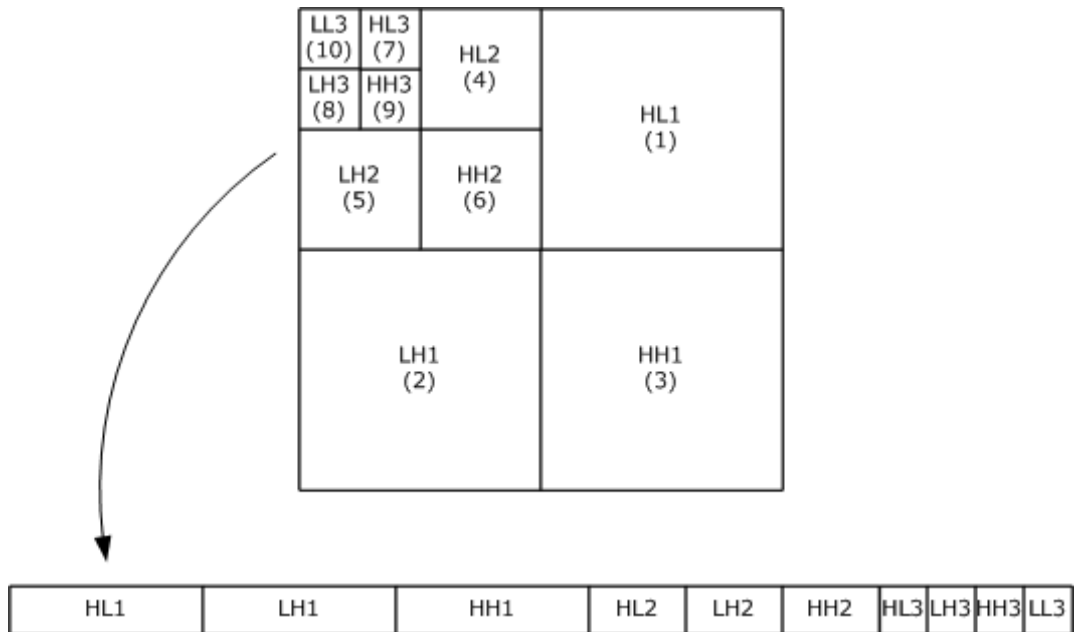 LL3
(10)
HL3
(7)
HL2
(4)
HL1
(1)
LH3
(8)
HH3
(9)
LH2
(5)
HH2
(6)
LH1
(2)
HH1
(3)
HL1 LH1 HH1 HL2 LH2 HH2 HL3 LH3 HH3 LL3